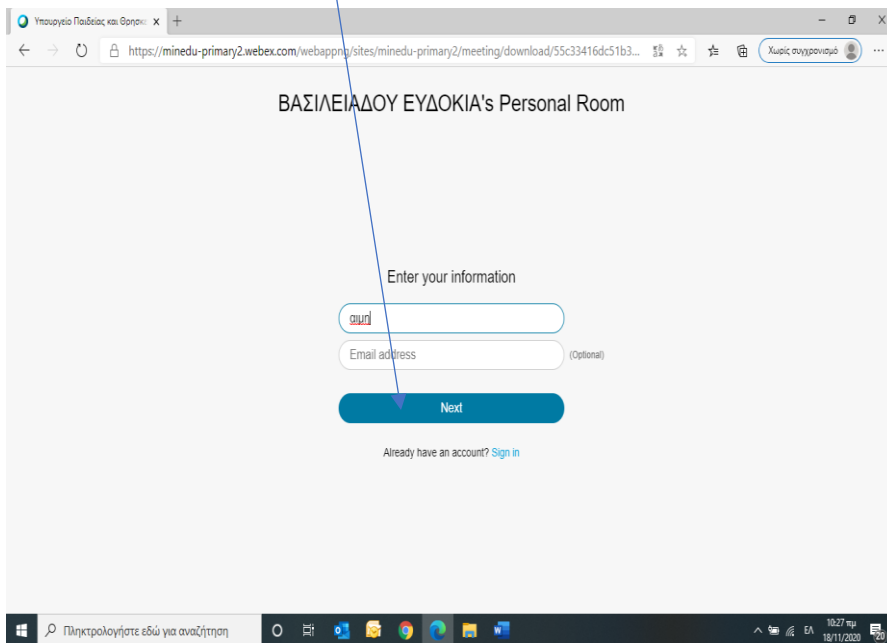 Υπουργείο Παιδείας και Θρησκε
https://minedu-primary2.webex.com/webappng/sites/minedu-primary2/meeting/download/55c33416dc51b3...
Χωρίς συγχρονισμό
ΒΑΣΙΛΕΙΑΔΟΥ ΕΥΔΟΚΙΑ's Personal Room
Enter your information
αιμη
Email address (Optional)
Next
Already have an account? Sign in
Πληκτρολογήστε εδώ για αναζήτηση
ΕΛ
10:27 πμ
18/11/2020
20